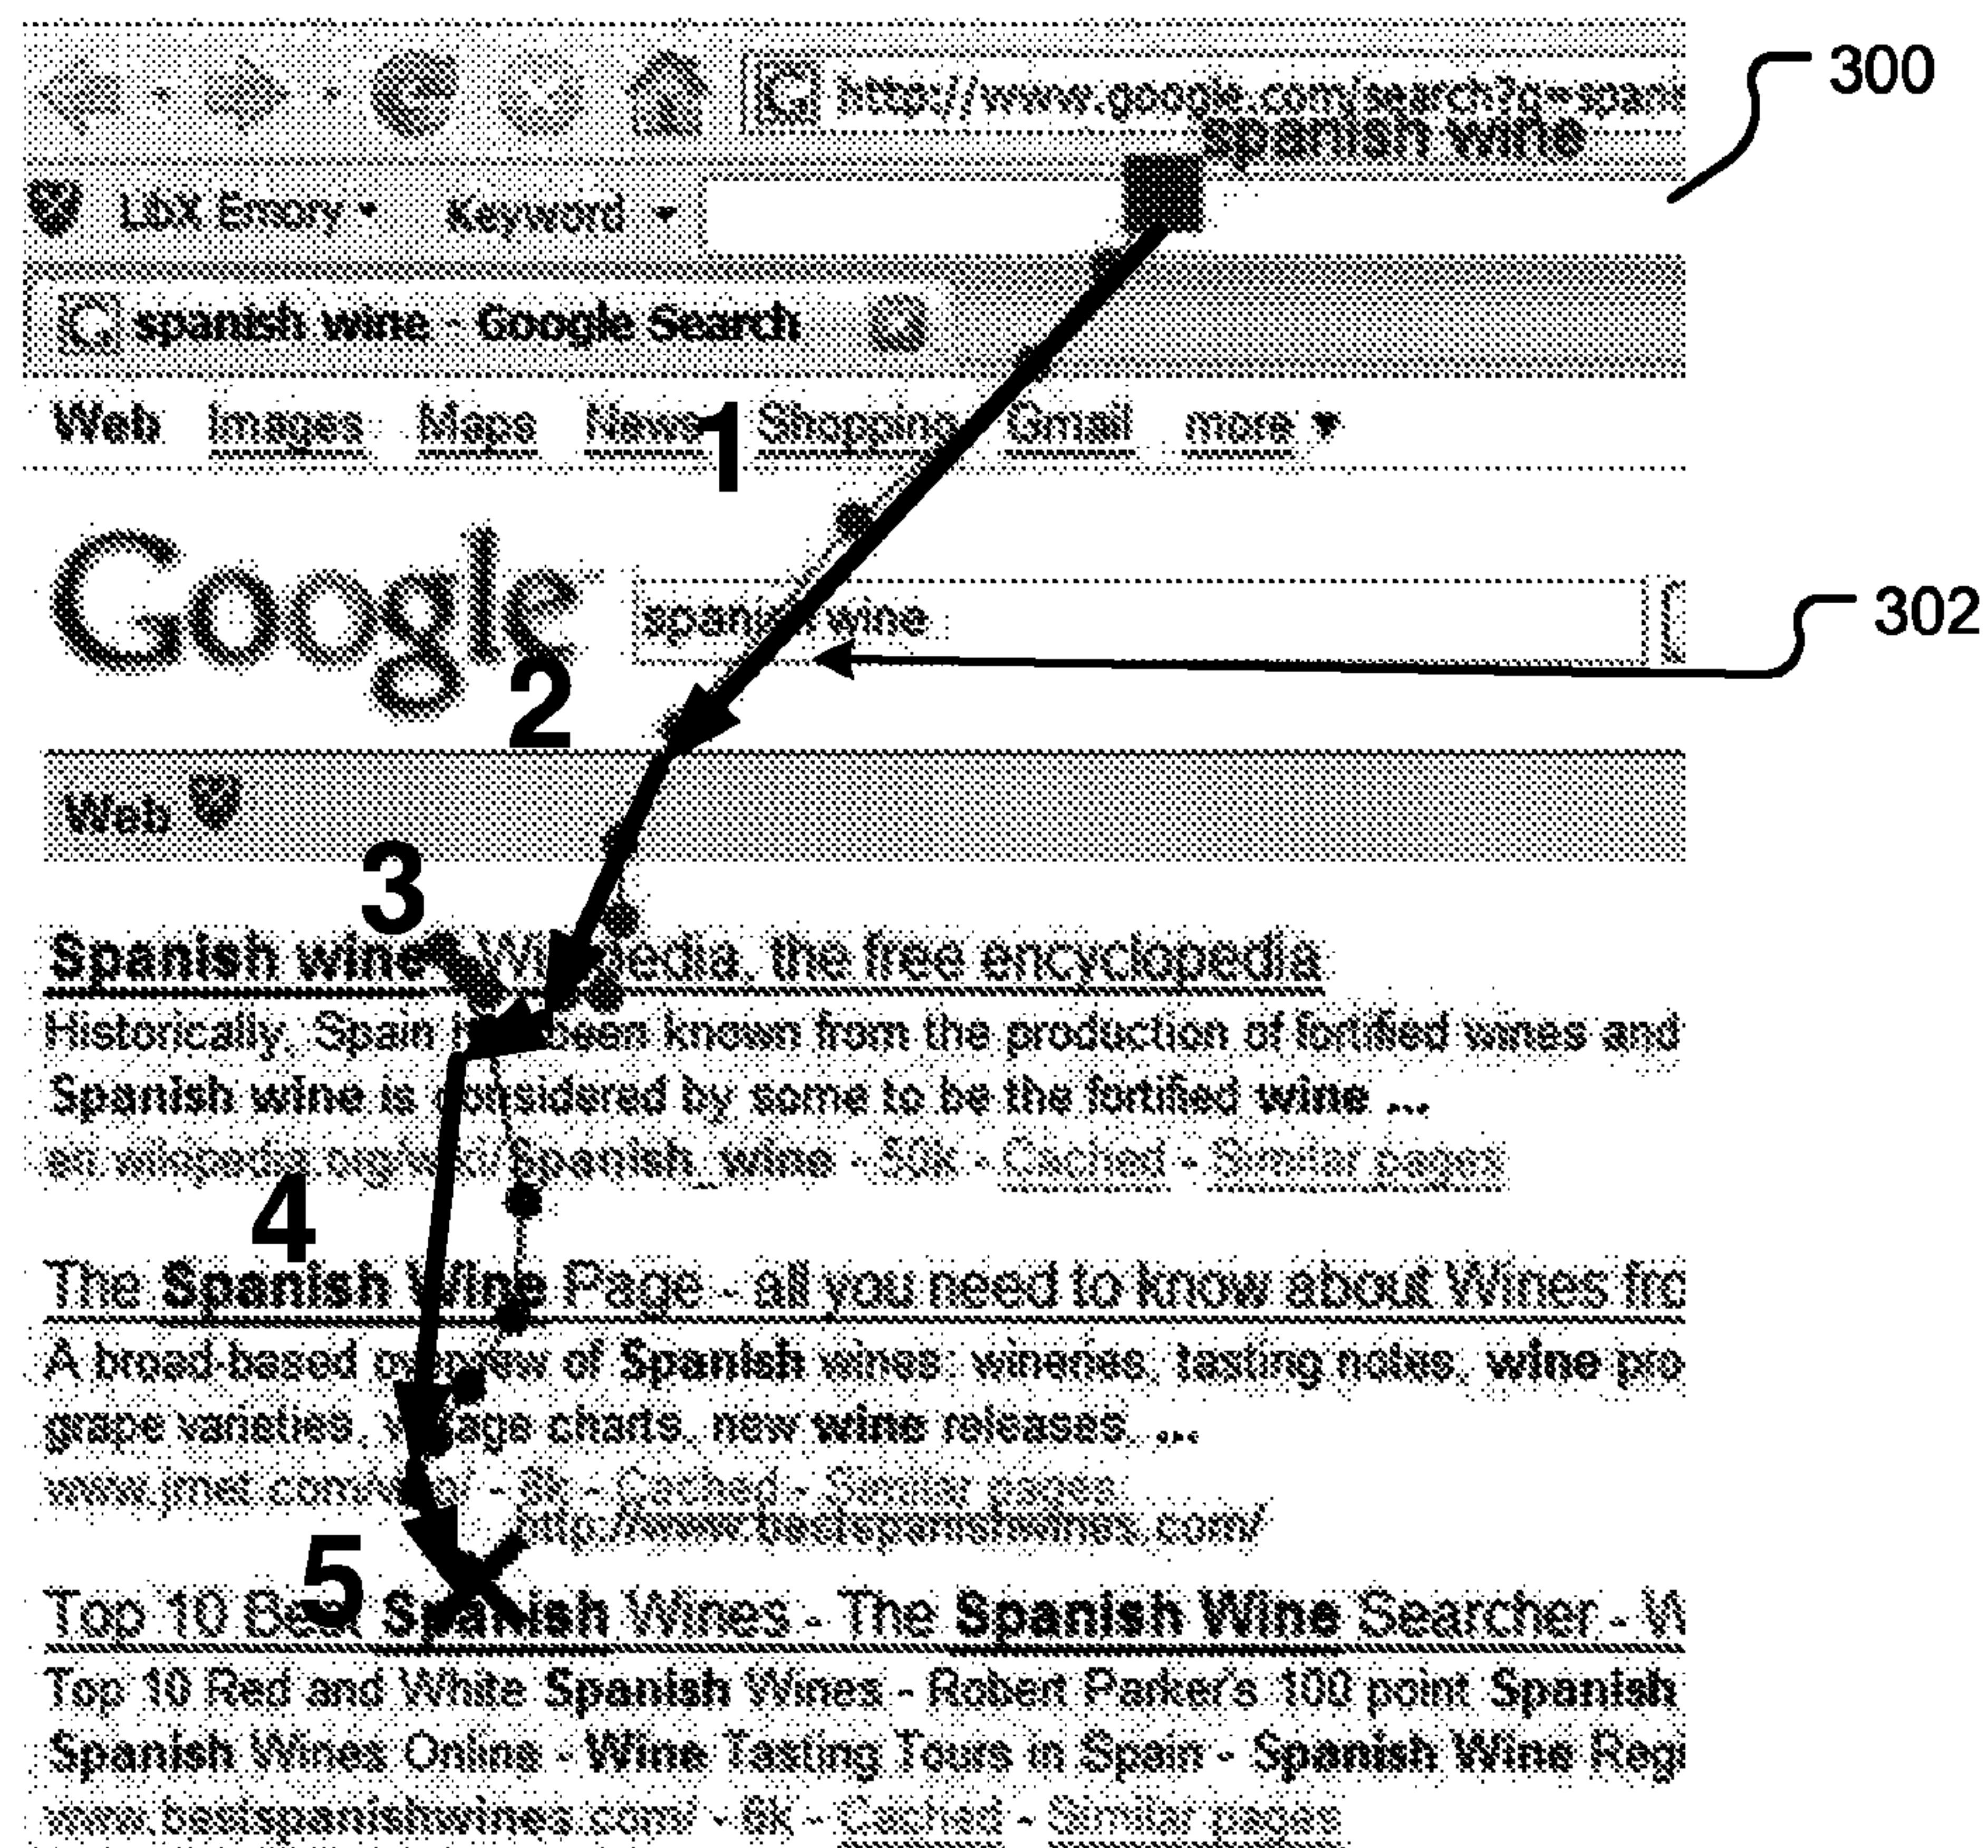 http://www.google.com/search?q=spani
300
spanish wine
LibX Emory Keyword
spanish wine - Google Search
Web Images Maps News Shopping Gmail more
1
Google spanish wine
302
2
Web
3
Spanish wine Wikipedia, the free encyclopedia
Historically, Spain has been known from the production of fortified wines and
Spanish wine is considered by some to be the fortified wine ...
en.wikipedia.org/wiki/Spanish_wine - 59k - Cached - Similar pages
4
The Spanish Wine Page - all you need to know about Wines fro
A broad-based overview of Spanish wines, wineries, tasting notes, wine pro
grape varieties, vintage charts, new wine releases, ...
- 8k - Cached - Similar pages
http://www.bestspanishwines.com/
5
Top 10 Best Spanish Wines - The Spanish Wine Searcher - W
Top 10 Red and White Spanish Wines - Robert Parker's 100 point Spanish
Spanish Wines Online - Wine Tasting Tours in Spain - Spanish Wine Regi
www.bestspanishwines.com/ - 6k - Cached - Similar pages